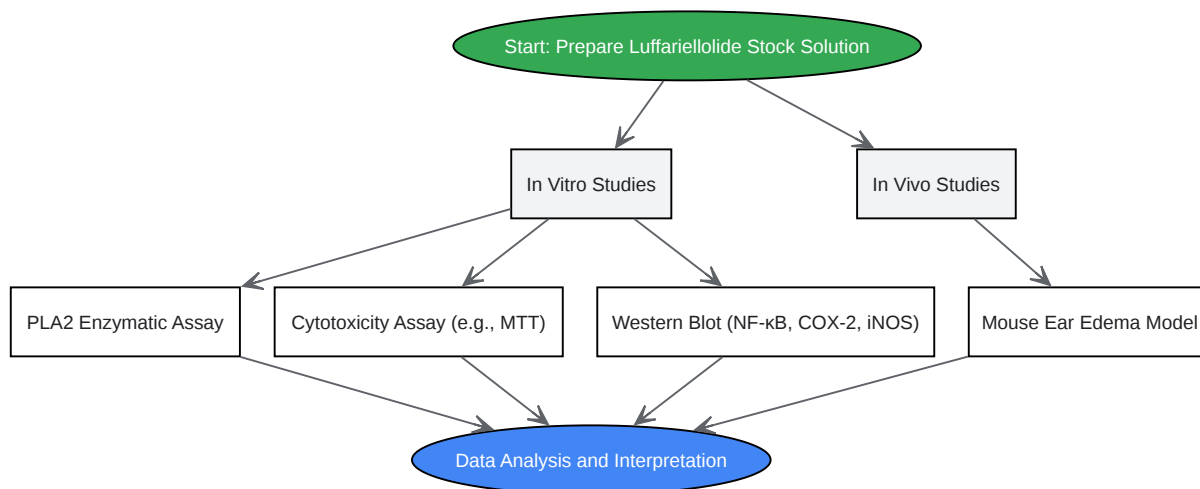 Start: Prepare Luffariellolide Stock Solution
In Vitro Studies
In Vivo Studies
PLA2 Enzymatic Assay
Cytotoxicity Assay (e.g., MTT)
Western Blot (NF-κB, COX-2, iNOS)
Mouse Ear Edema Model
Data Analysis and Interpretation